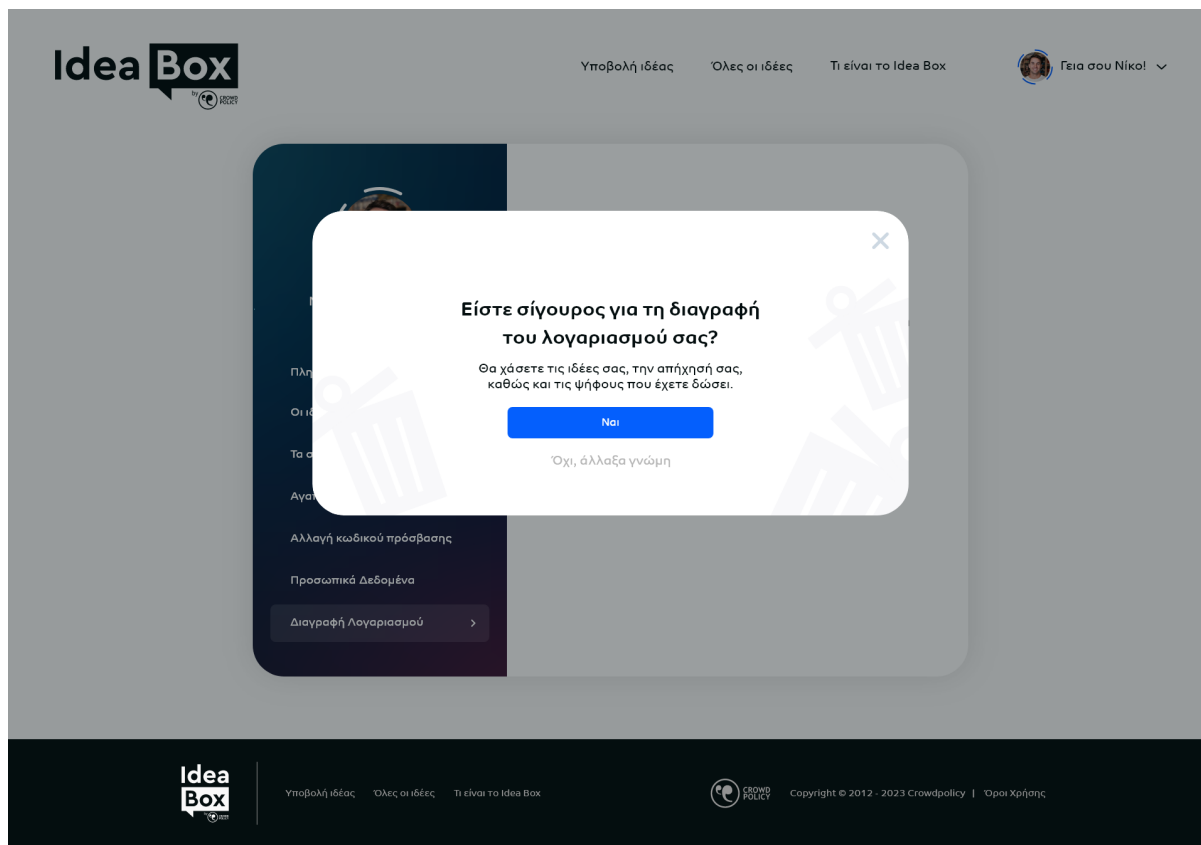 Idea Box
by CROWD POLICY
Υποβολή ιδέας Όλες οι ιδέες Τι είναι το Idea Box Γεια σου Νίκο!
Είστε σίγουρος για τη διαγραφή
του λογαριασμού σας?
Θα χάσετε τις ιδέες σας, την απήχησή σας,
καθώς και τις ψήφους που έχετε δώσει.
Ναι
Όχι, άλλαξα γνώμη
Αλλαγή κωδικού πρόσβασης
Προσωπικά Δεδομένα
Διαγραφή Λογαριασμού
Idea
Box
Υποβολή ιδέας Όλες οι ιδέες Τι είναι το Idea Box
CROWD
POLICY
Copyright © 2012 - 2023 Crowdpolicy | Όροι Χρήσης